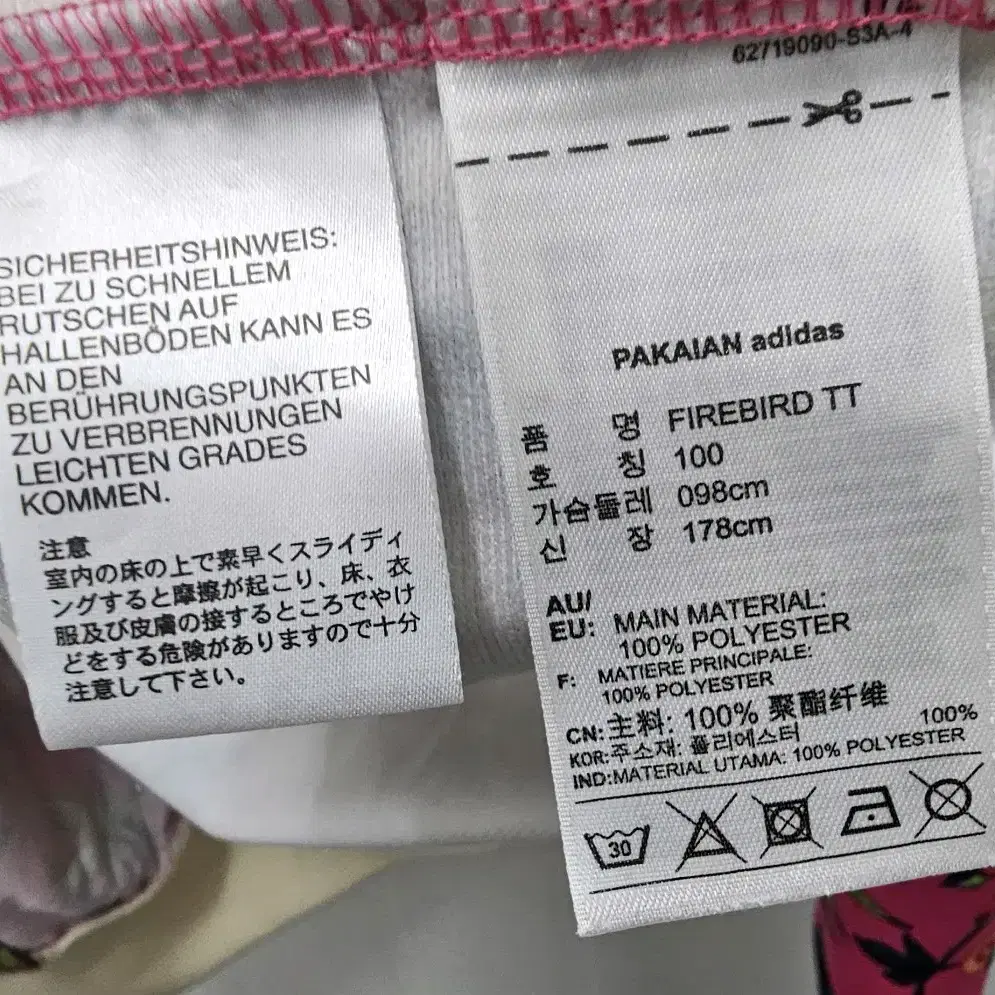 SICHERHEITSHINWEIS:
BEI ZU SCHNELLEM
RUTSCHEN AUF
HALLENBÖDEN KANN ES
AN DEN
BERÜHRUNGSPUNKTEN
ZU VERBRENNUNGEN
LEICHTEN GRADES
KOMMEN.
注意
室内の床の上で素早くスライディ
ングすると摩擦が起こり、床、衣
服及び皮膚の接するところでやけ
どをする危険がありますので十分
注意して下さい。
62719090-S3A-4
PAKAIAN adidas
품 명 FIREBIRD TT
호 칭 100
가슴둘레 098cm
신 장 178cm
AU/
EU: MAIN MATERIAL:
100% POLYESTER
F: MATIERE PRINCIPALE:
100% POLYESTER
CN:主料: 100% 聚酯纤维
KOR:주소재: 폴리에스터 100%
IND:MATERIAL UTAMA: 100% POLYESTER
30